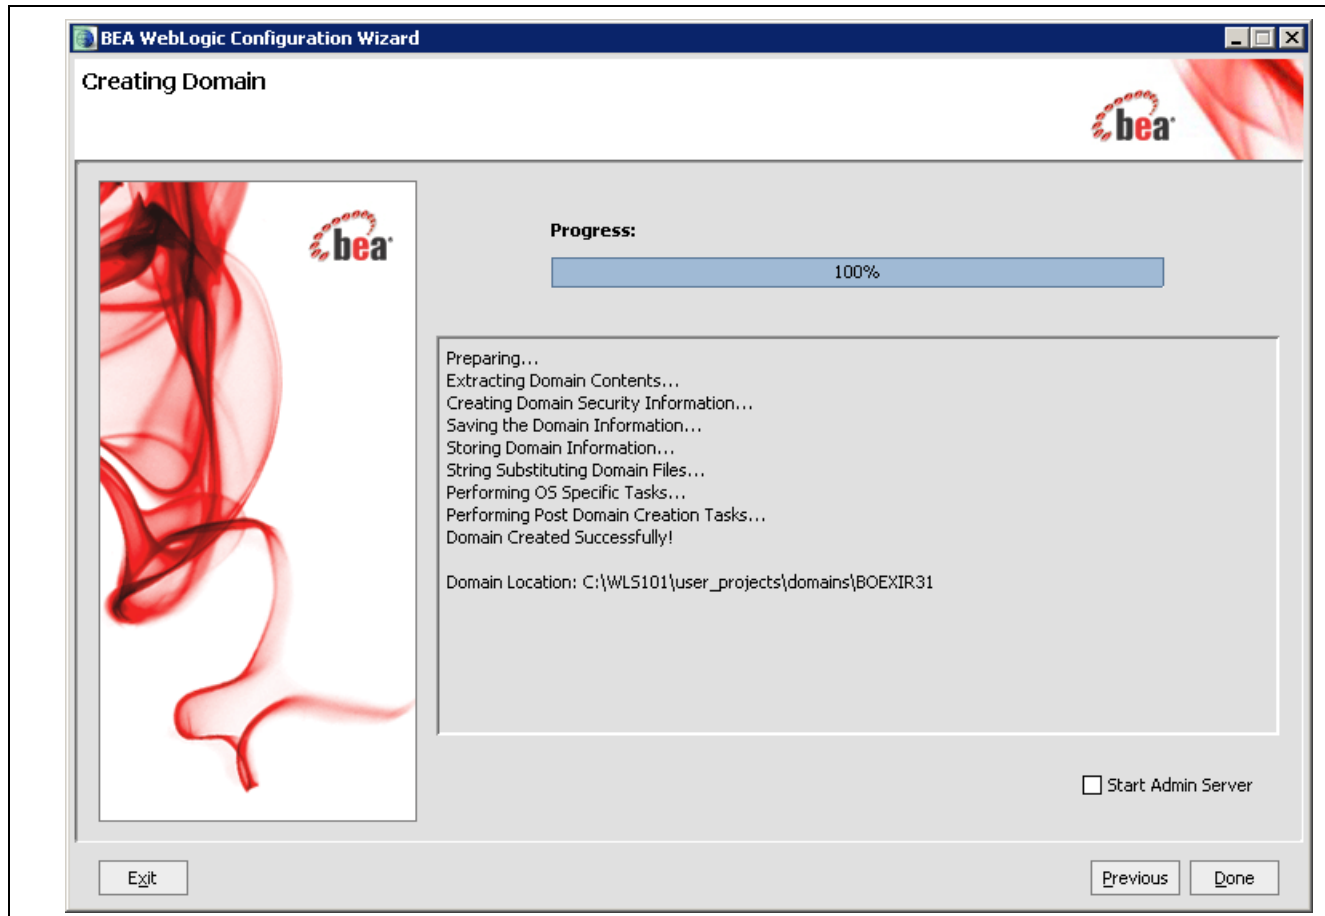 BEA WebLogic Configuration Wizard
Creating Domain
bea
bea
Progress:
100%
Preparing...
Extracting Domain Contents...
Creating Domain Security Information...
Saving the Domain Information...
Storing Domain Information...
String Substituting Domain Files...
Performing OS Specific Tasks...
Performing Post Domain Creation Tasks...
Domain Created Successfully!
Domain Location: C:\WLS101\user_projects\domains\BOEXIR31
Start Admin Server
Exit
Previous
Done